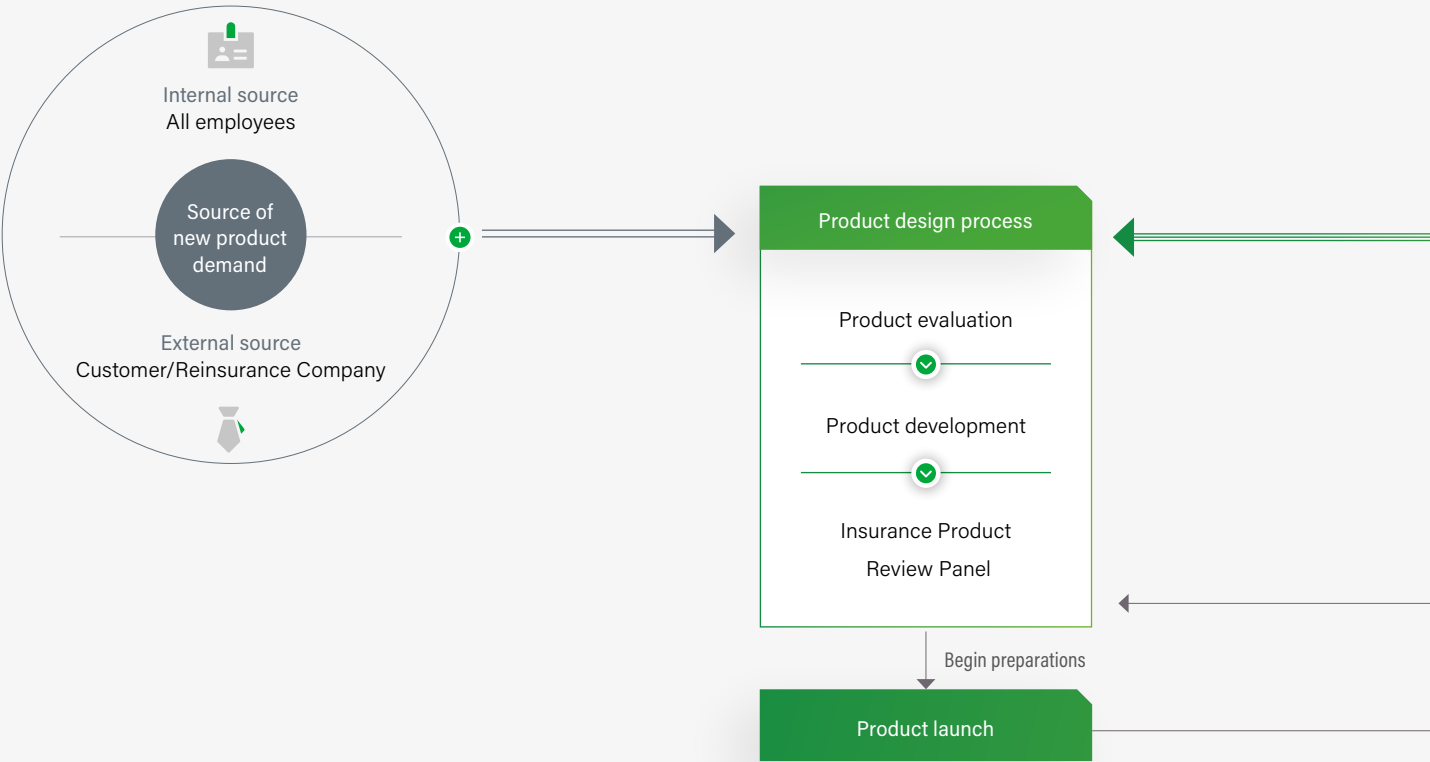 Internal source
All employees
Source of
new product
demand
External source
Customer/Reinsurance Company
Product design process
Product evaluation
Product development
Insurance Product
Review Panel
Begin preparations
Product launch